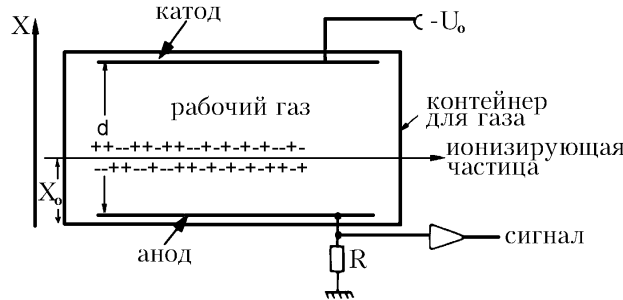 X
катод
-U₀
рабочий газ
контейнер
для газа
d
++--++-++--+-+-+-+-
ионизирующая
частица
--++--++-+-+-+-++-+
X₀
анод
R
сигнал